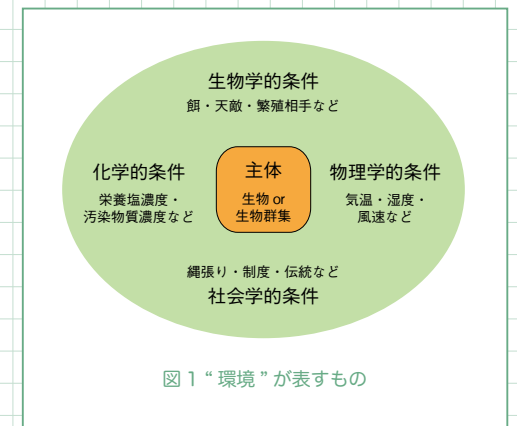 生物学的条件
餌・天敵・繁殖相手など
化学的条件
栄養塩濃度・
汚染物質濃度など
主体
生物 or
生物群集
物理学的条件
気温・湿度・
風速など
縄張り・制度・伝統など
社会学的条件
図1 “ 環境 ” が表すもの